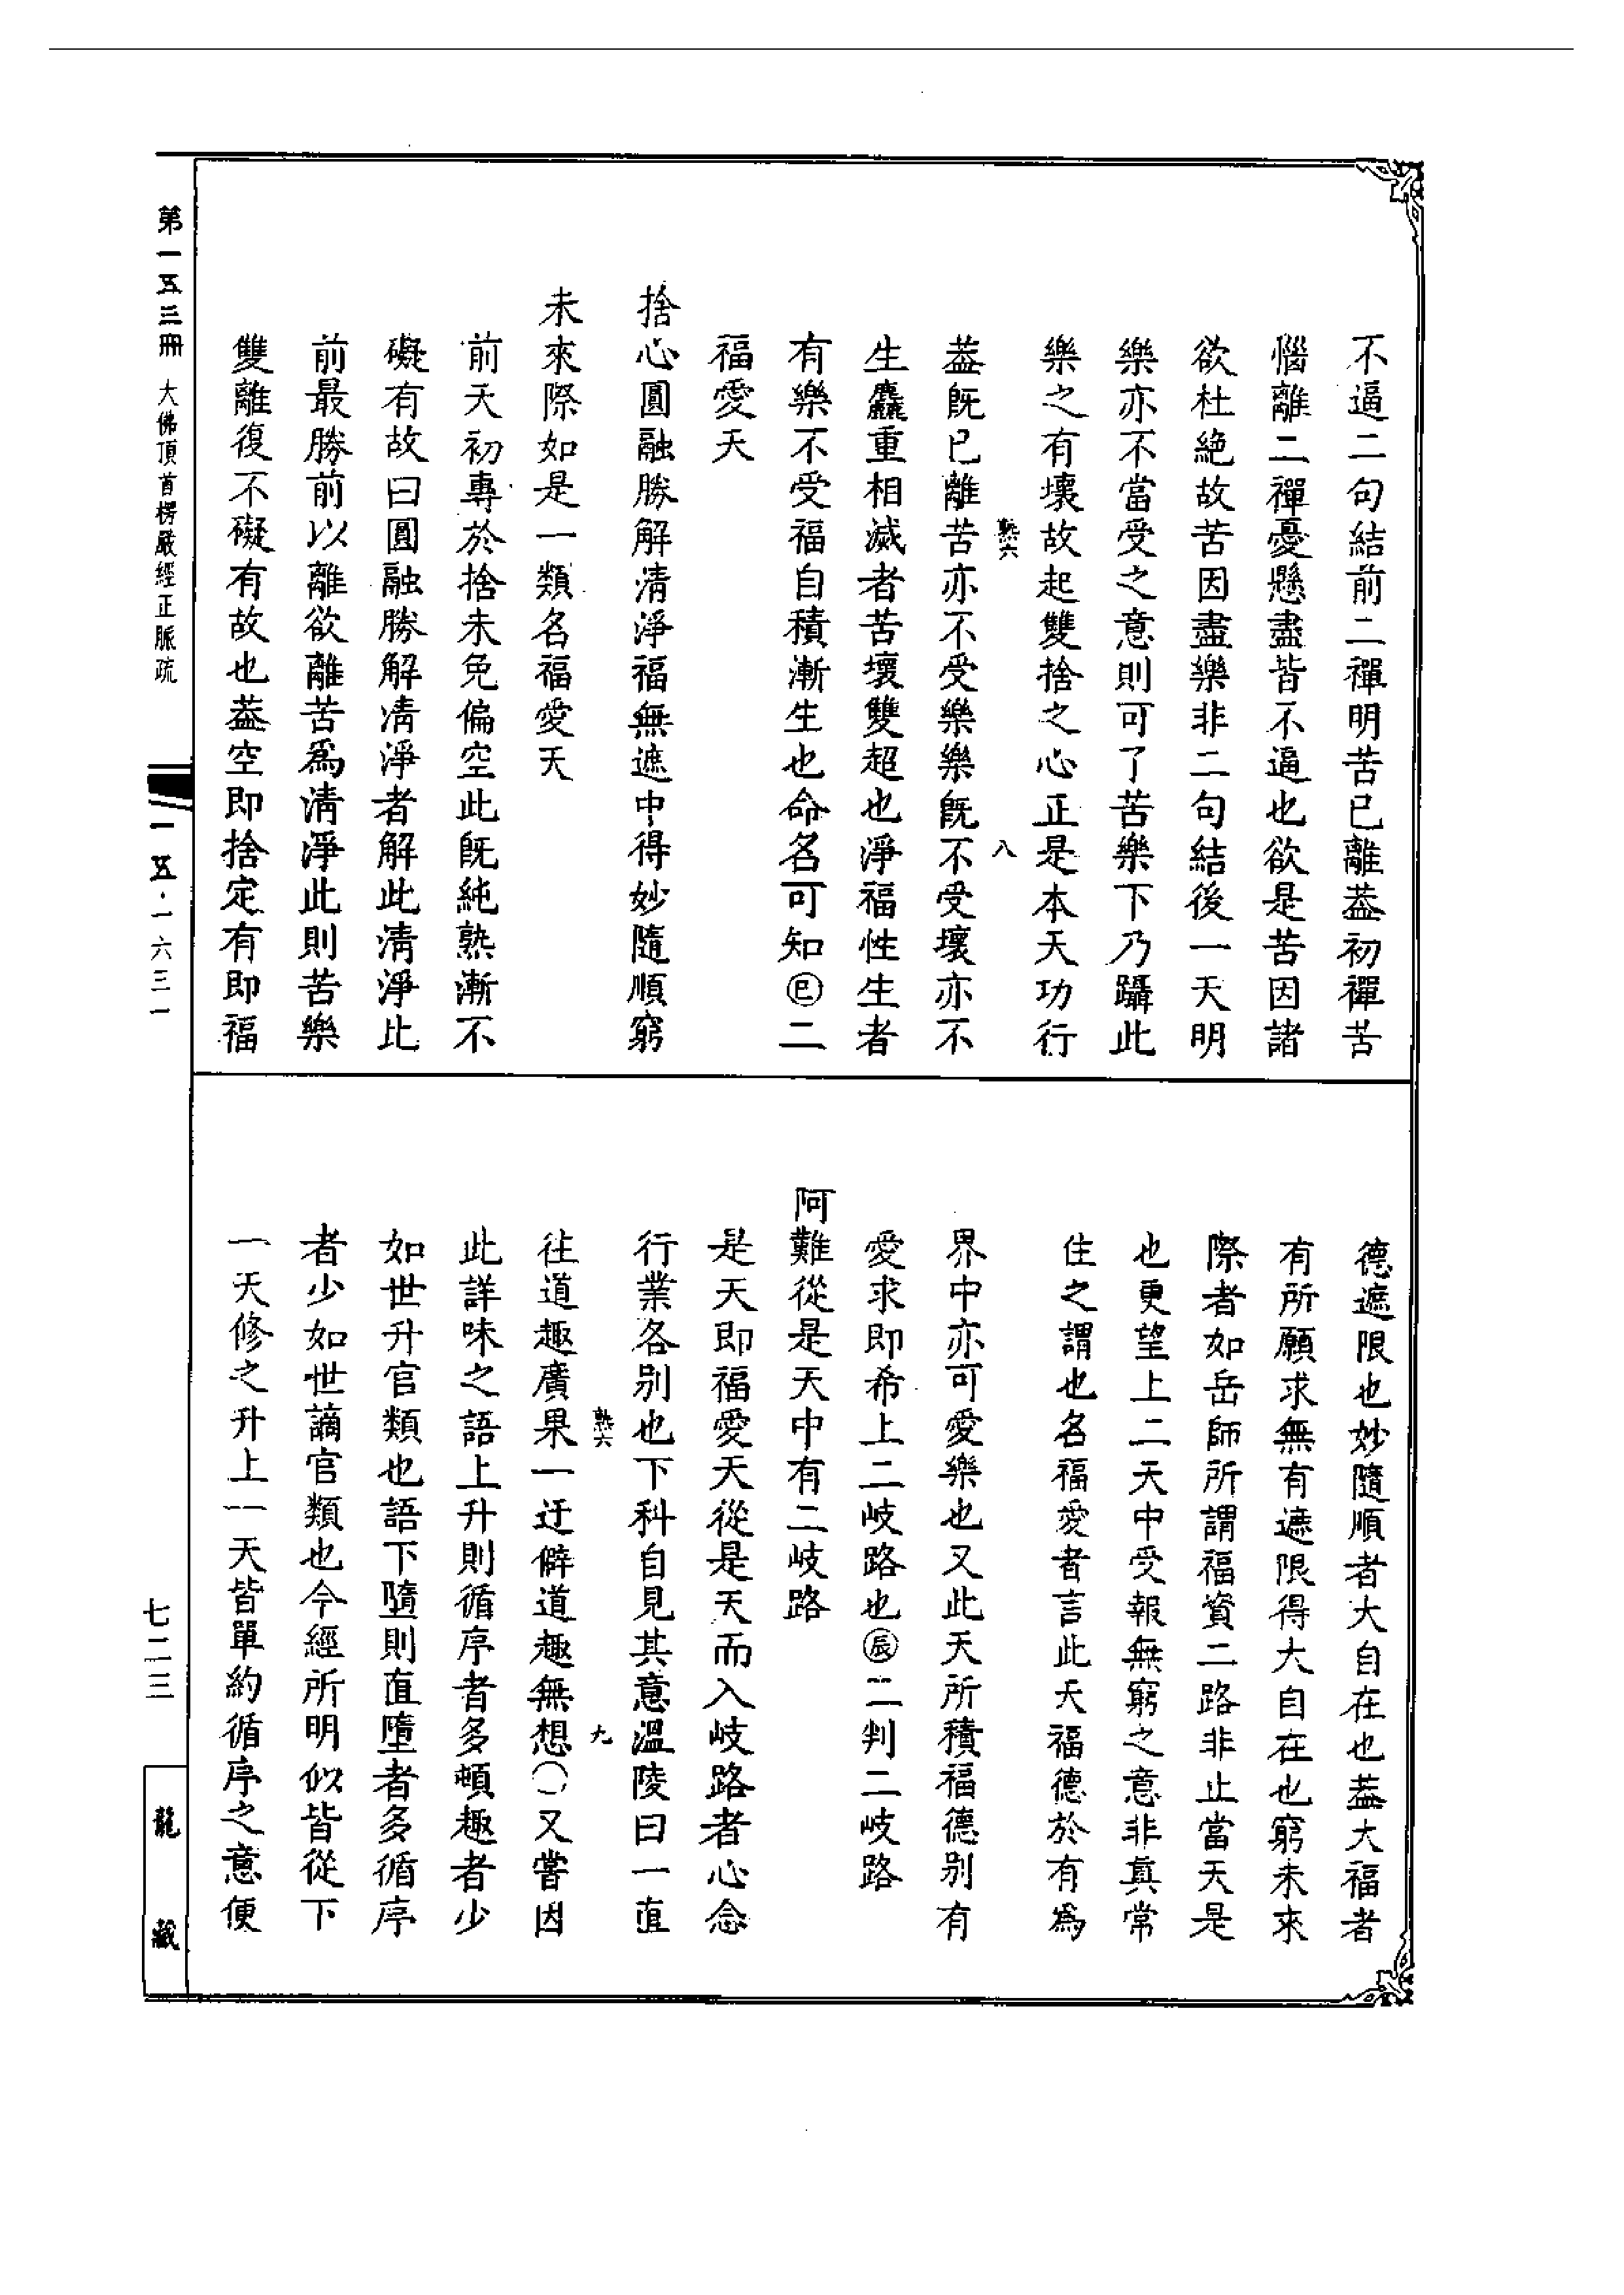 不逼二句結前二禪明苦已離葢初禪苦
惱離二禪憂懸盡皆不逼也欲是苦因諸
欲杜絶故苦因盡樂非二句結後一天明
樂亦不當受之意則可了苦樂下乃躡此
樂之有壞故起雙捨之心正是本天功行
熟六
八
葢旣已離苦亦不受樂樂旣不受壞亦不
生麤重相滅者苦壞雙超也淨福性生者
有樂不受福自積漸生也命名可知㊁二
福愛天
捨心圓融勝解清淨福無遮中得妙隨順窮
未來際如是一類名福愛天
前天初專於捨未免偏空此旣純熟漸不
礙有故曰圓融勝解清淨者解此清淨比
前最勝前以離欲離苦爲清淨此則苦樂
雙離復不礙有故也葢空即捨定有即福
德遮限也妙隨順者大自在也葢大福者
有所願求無有遮限得大自在也窮未來
際者如岳師所謂福資二路非止當天是
也更望上二天中受報無窮之意非真常
住之謂也名福愛者言此天福德於有爲
界中亦可愛樂也又此天所積福德别有
愛求即希上二岐路也㊀二判二岐路
阿難從是天中有二岐路
是天即福愛天從是天而入岐路者心念
行業各别也下科自見其意溫陵曰一直
熟六
九
徃道趣廣果一迂僻道趣無想〇又嘗因
此詳味之語上升則循序者多頓趣者少
如世升官類也語下墮則直墮者多循序
者少如世謫官類也今經所明似皆從下
一天修之升上一天皆單約循序之意便
第一五三冊 大佛頂首楞嚴經正脈疏
一一五·一六三一
七二三
龍藏